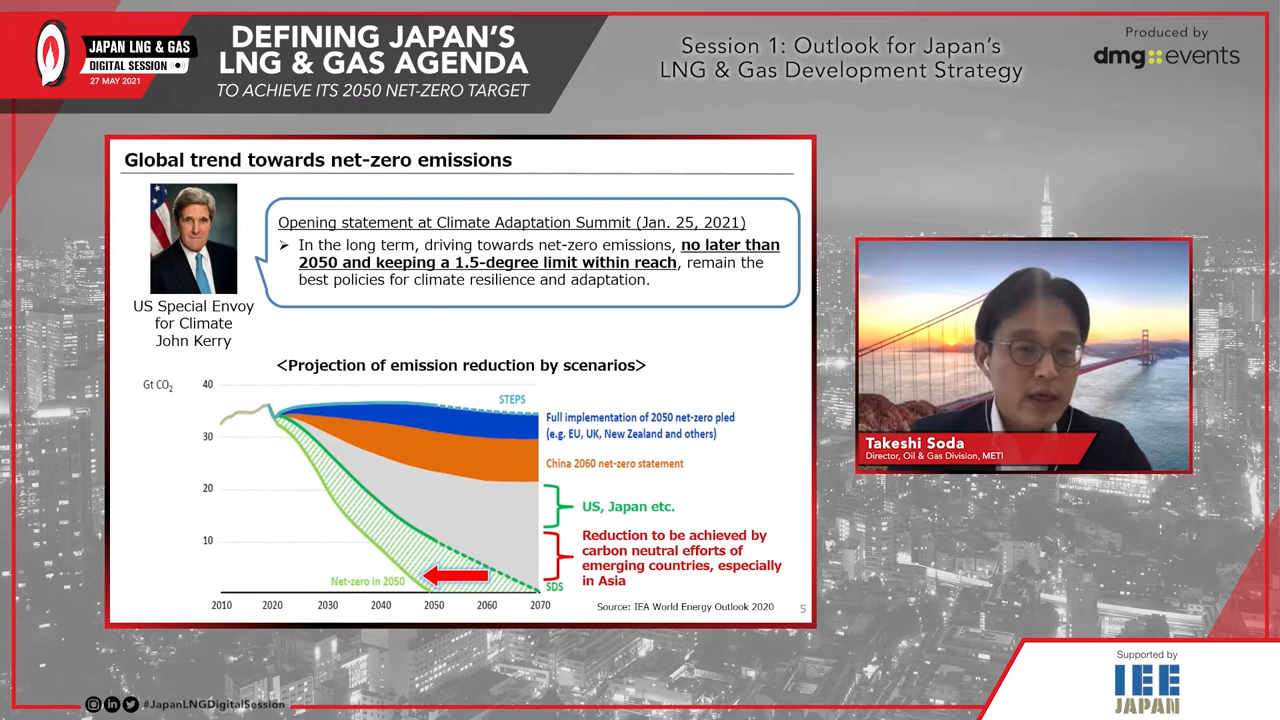 JAPAN LNG & GAS
DIGITAL SESSION
27 MAY 2021
DEFINING JAPAN'S
LNG & GAS AGENDA
TO ACHIEVE ITS 2050 NET-ZERO TARGET
Session 1: Outlook for Japan's
LNG & Gas Development Strategy
Produced by
dmg::events
Global trend towards net-zero emissions
Opening statement at Climate Adaptation Summit (Jan. 25, 2021)
➢ In the long term, driving towards net-zero emissions, no later than
2050 and keeping a 1.5-degree limit within reach, remain the
best policies for climate resilience and adaptation.
US Special Envoy
for Climate
John Kerry
<Projection of emission reduction by scenarios>
Gt CO₂
40
30
20
10
STEPS
Full implementation of 2050 net-zero pled
(e.g. EU, UK, New Zealand and others)
China 2060 net-zero statement
US, Japan etc.
Reduction to be achieved by
carbon neutral efforts of
emerging countries, especially
in Asia
Net-zero in 2050
SDS
2010 2020 2030 2040 2050 2060 2070
Source: IEA World Energy Outlook 2020
5
Takeshi Soda
Director, Oil & Gas Division, METI
#JapanLNGDigitalSession
Supported by
IEE
JAPAN